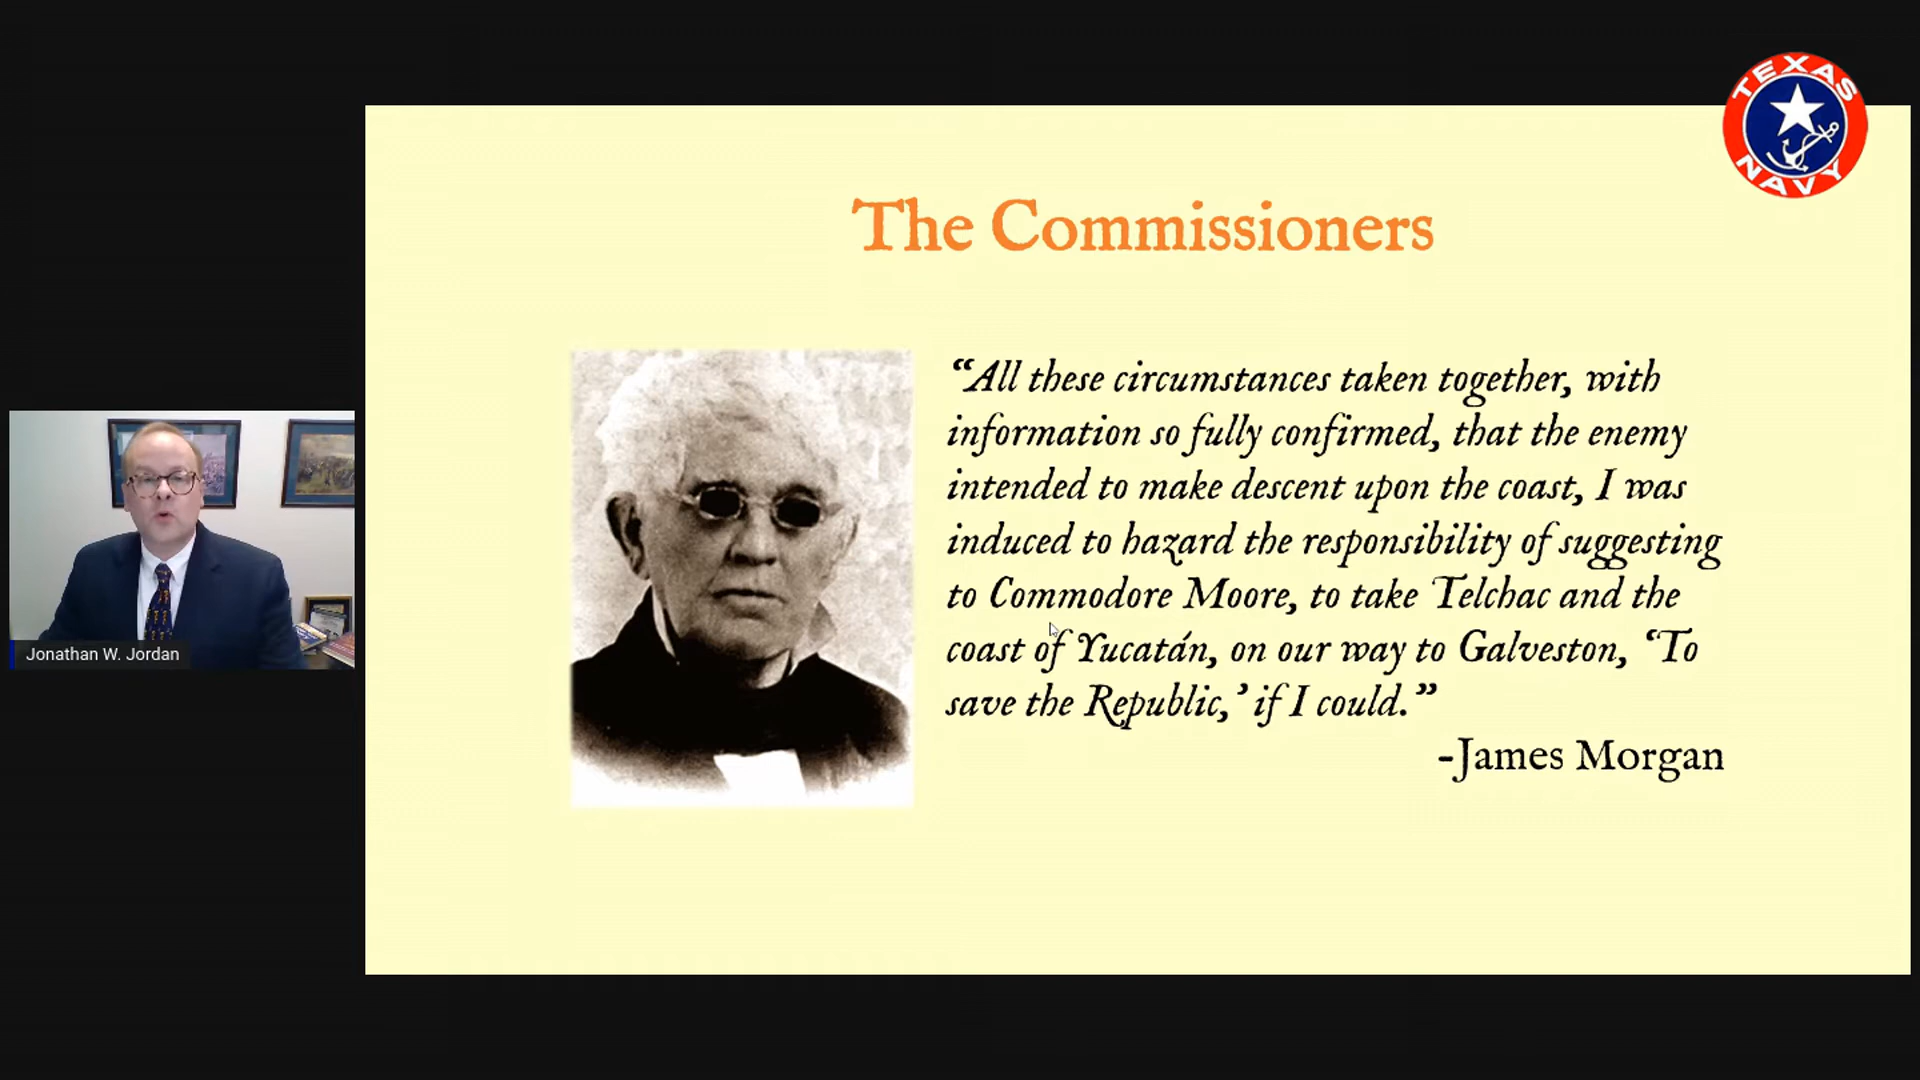 TEXAS
NAVY
The Commissioners
“All these circumstances taken together, with
information so fully confirmed, that the enemy
intended to make descent upon the coast, I was
induced to hazard the responsibility of suggesting
to Commodore Moore, to take Telchac and the
coast of Yucatán, on our way to Galveston, ‘To
save the Republic,’ if I could.”
-James Morgan
Jonathan W. Jordan